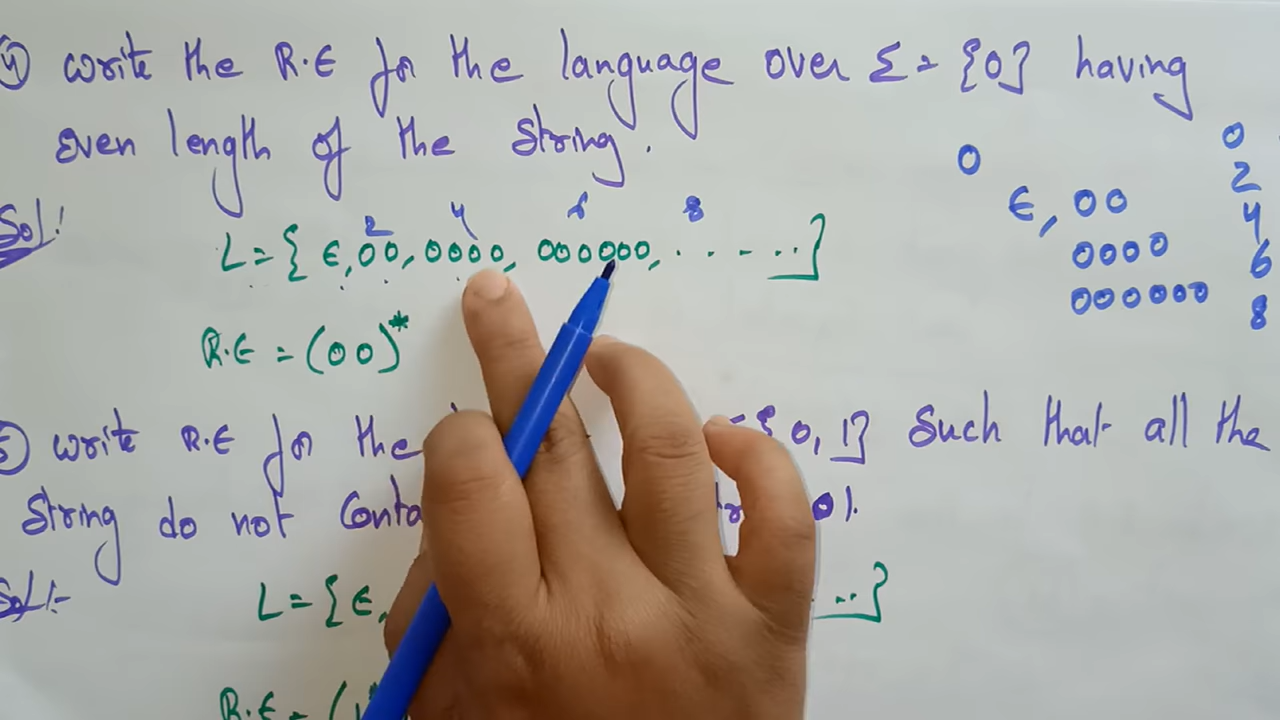 4) Write the R.E for the language over Σ = {0} having
even length of the string.
0
0
2
4
6
8
ε, 00
0000
000000
Sol:
2 4 6 8
L = { ε, 00, 0000, 000000, . . . . . }
R.E = (00)*
5) Write R.E for the {0, 1} such that all the
string do not 01.
Sol:-
L = {ε, ..}
R.E = (1*